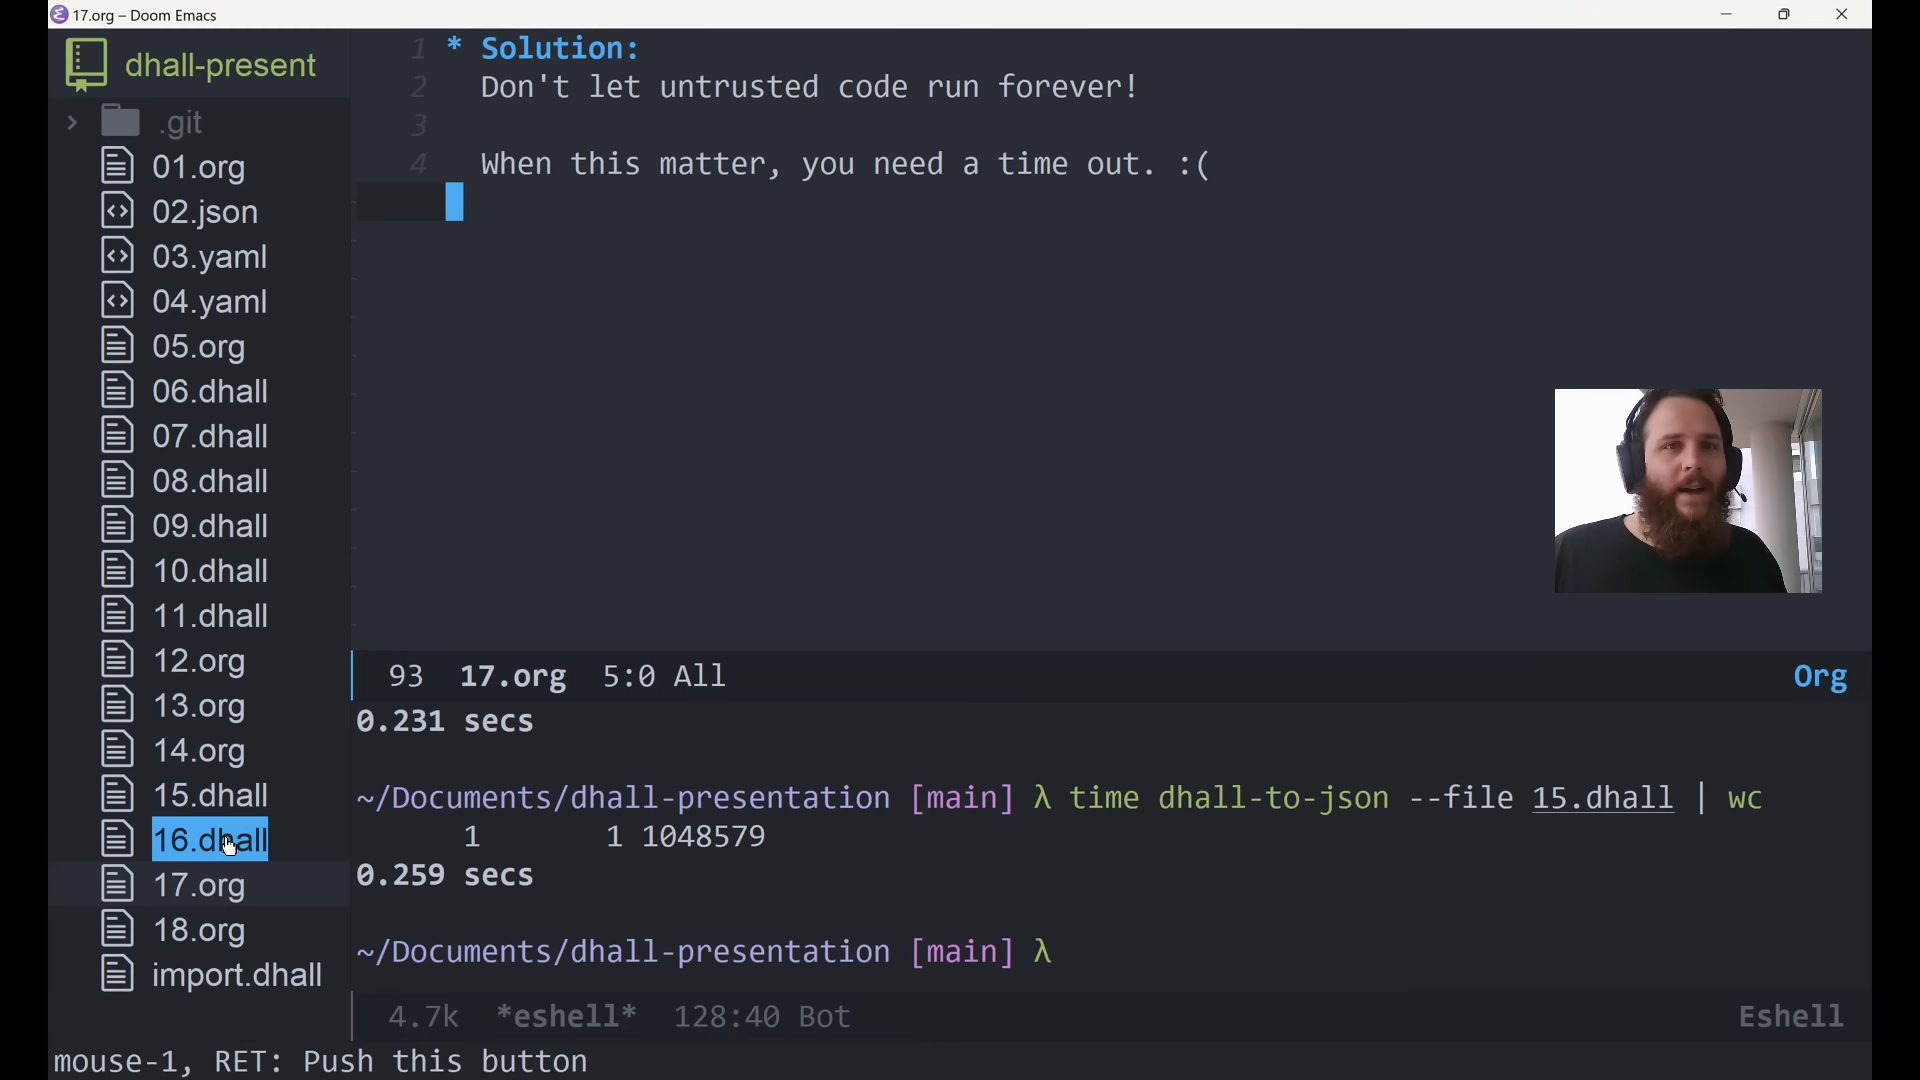 17.org – Doom Emacs
dhall-present
.git
01.org
02.json
03.yaml
04.yaml
05.org
06.dhall
07.dhall
08.dhall
09.dhall
10.dhall
11.dhall
12.org
13.org
14.org
15.dhall
16.dhall
17.org
18.org
import.dhall
1 * Solution:
2 Don't let untrusted code run forever!
3
4 When this matter, you need a time out. :(
93 17.org 5:0 All Org
0.231 secs
~/Documents/dhall-presentation [main] λ time dhall-to-json --file 15.dhall | wc
1 1 1048579
0.259 secs
~/Documents/dhall-presentation [main] λ
4.7k *eshell* 128:40 Bot Eshell
mouse-1, RET: Push this button